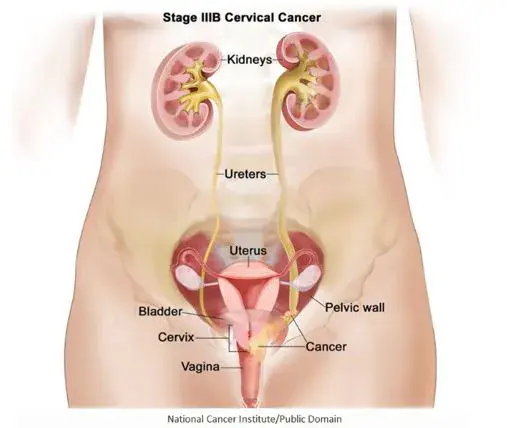 Stage IIIB Cervical Cancer
Kidneys
Ureters
Uterus
Pelvic wall
Bladder
Cervix
Cancer
Vagina
National Cancer Institute/Public Domain